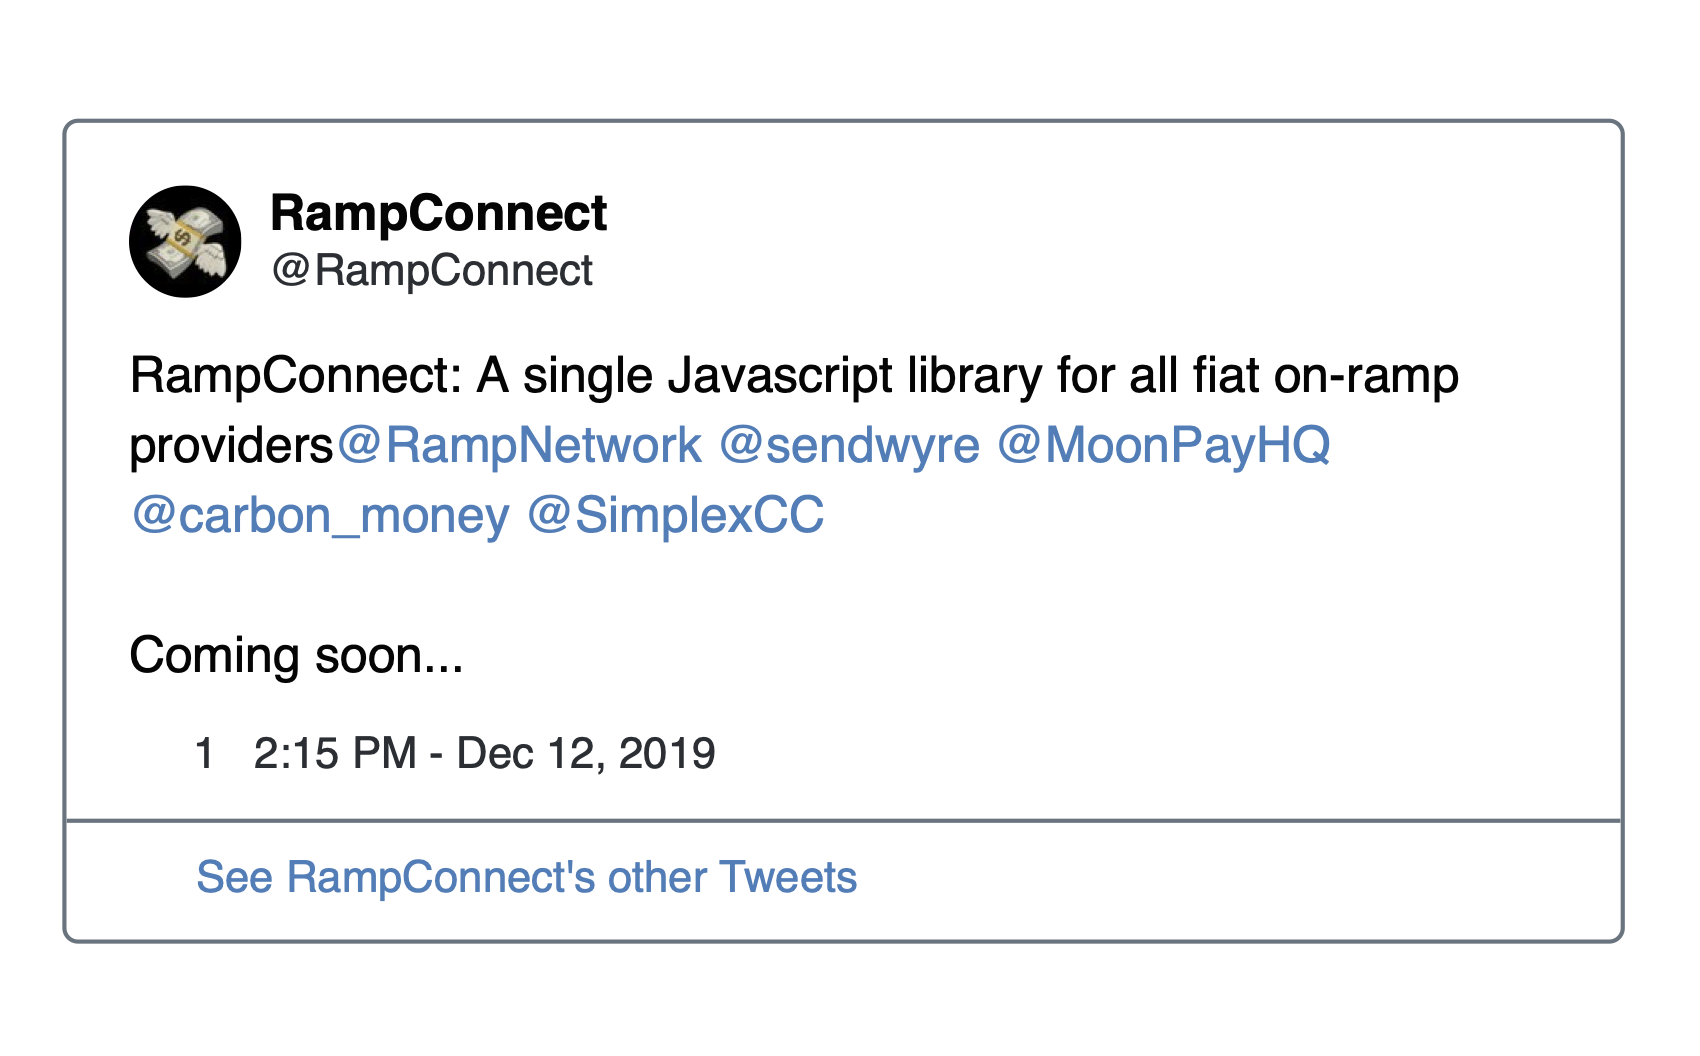 RampConnect
@RampConnect
RampConnect: A single Javascript library for all fiat on-ramp
providers@RampNetwork @sendwyre @MoonPayHQ
@carbon_money @SimplexCC
Coming soon...
1 2:15 PM - Dec 12, 2019
See RampConnect's other Tweets